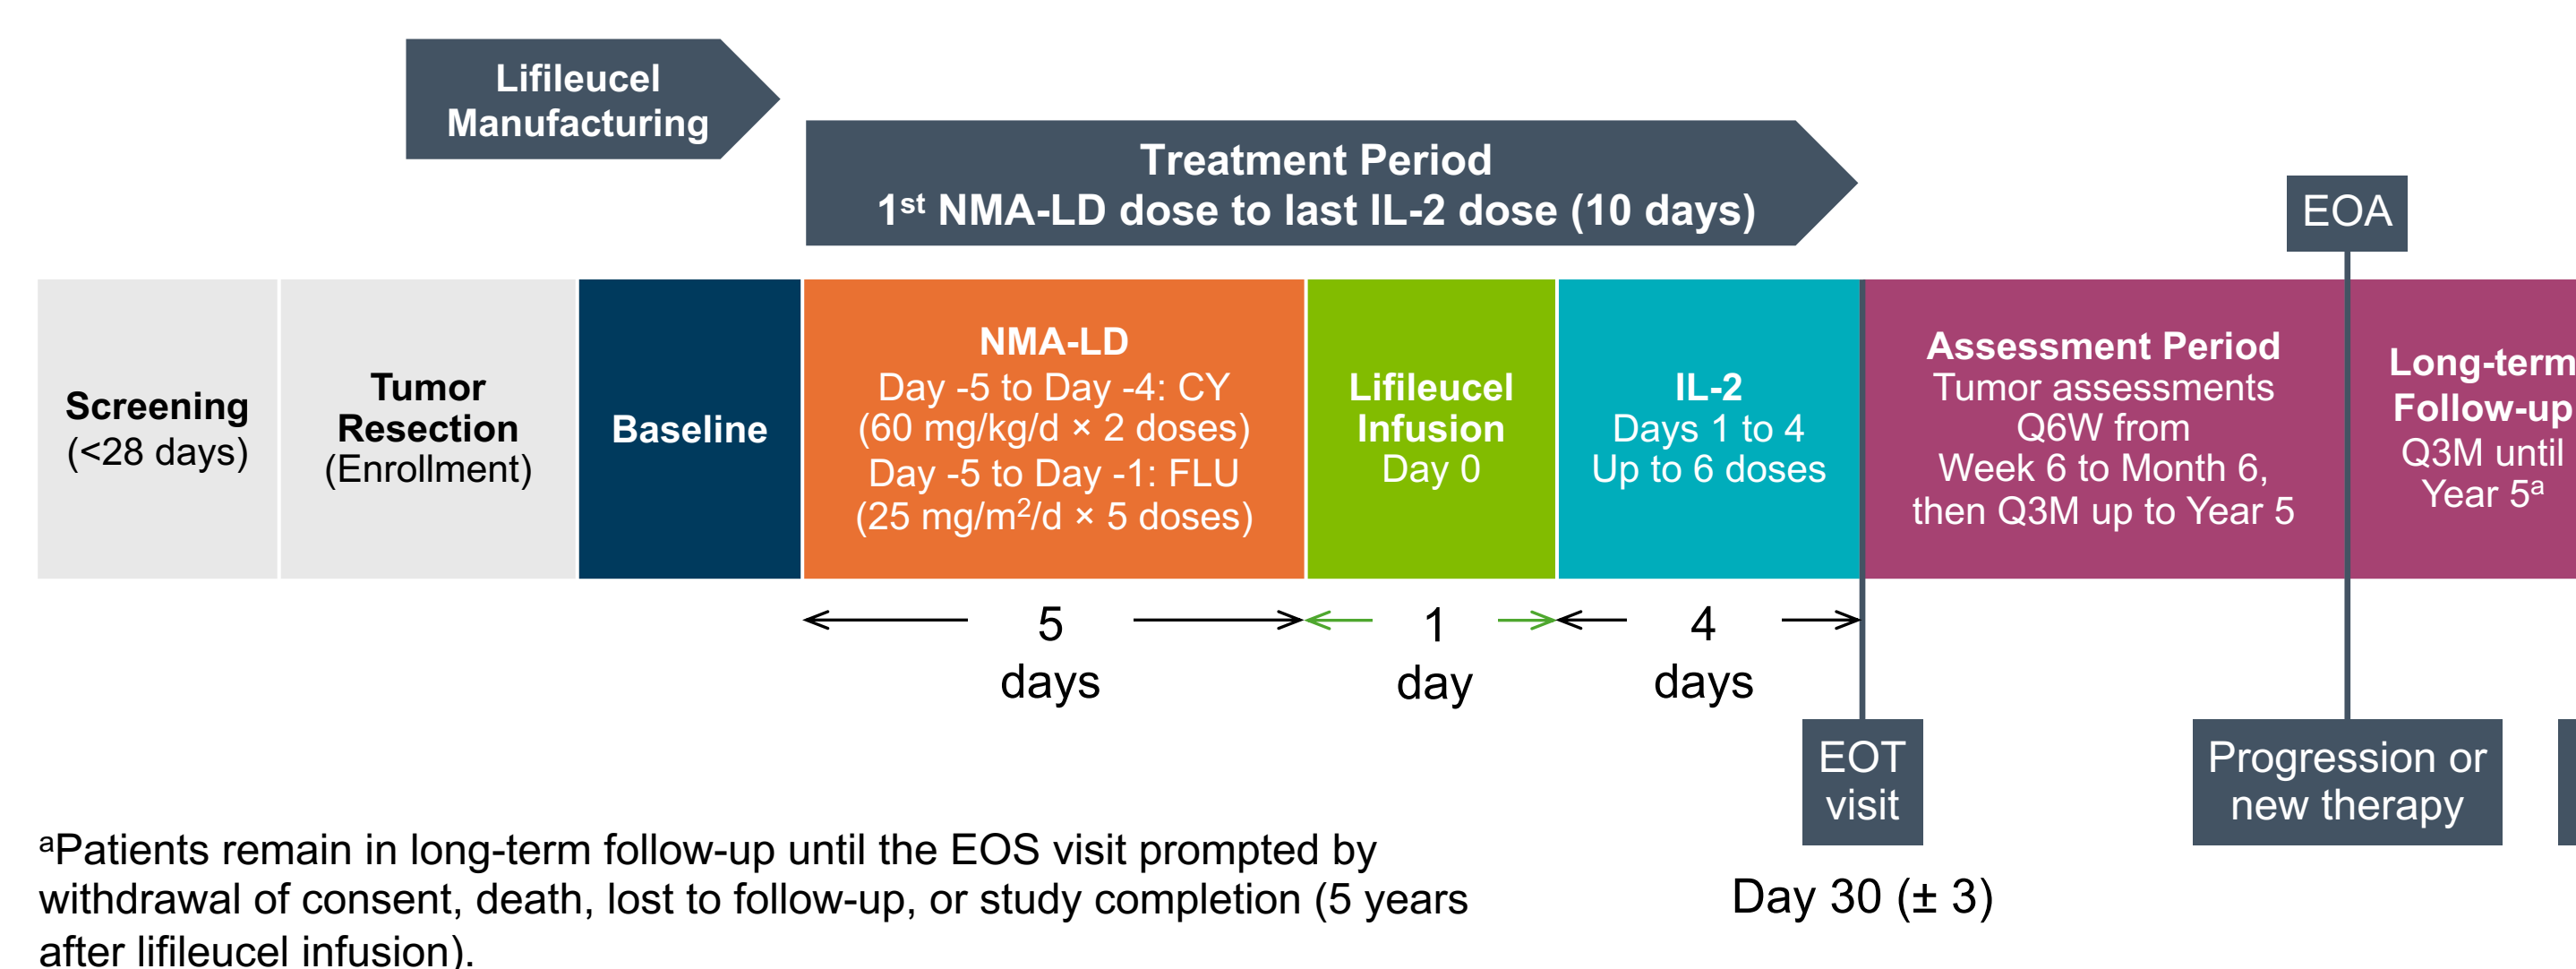 Lifileucel
Manufacturing
Treatment Period
1st NMA-LD dose to last IL-2 dose (10 days)
EOA
Screening
(<28 days)
Tumor
Resection
(Enrollment)
Baseline
NMA-LD
Day -5 to Day -4: CY
(60 mg/kg/d × 2 doses)
Day -5 to Day -1: FLU
(25 mg/m²/d × 5 doses)
Lifileucel
Infusion
Day 0
IL-2
Days 1 to 4
Up to 6 doses
Assessment Period
Tumor assessments
Q6W from
Week 6 to Month 6,
then Q3M up to Year 5
Long-term
Follow-up
Q3M until
Year 5ᵃ
5
days
1
day
4
days
EOT
visit
Day 30 (± 3)
Progression or
new therapy
ᵃPatients remain in long-term follow-up until the EOS visit prompted by
withdrawal of consent, death, lost to follow-up, or study completion (5 years
after lifileucel infusion).